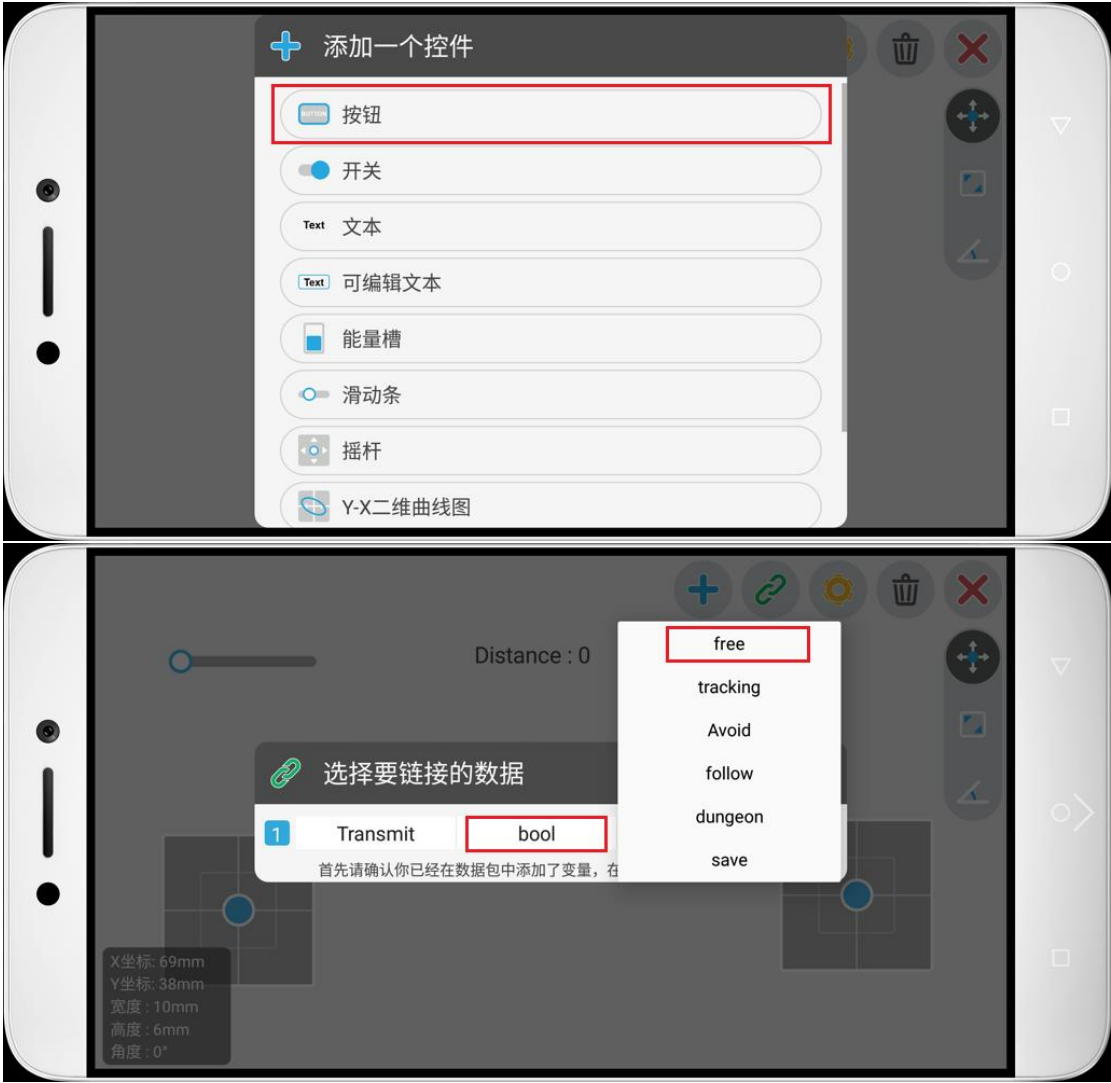 添加一个控件
BUTTON
按钮
开关
Text 文本
Text 可编辑文本
能量槽
滑动条
摇杆
Y-X二维曲线图
Distance : 0
free
tracking
Avoid
follow
dungeon
save
选择要链接的数据
1 Transmit bool
首先请确认你已经在数据包中添加了变量，在
X坐标: 69mm
Y坐标: 38mm
宽度 : 10mm
高度 : 6mm
角度 : 0°